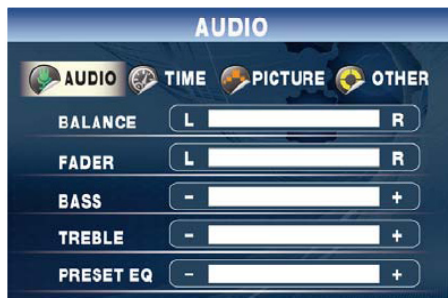 AUDIO
AUDIO TIME PICTURE OTHER
BALANCE L R
FADER L R
BASS - +
TREBLE - +
PRESET EQ - +